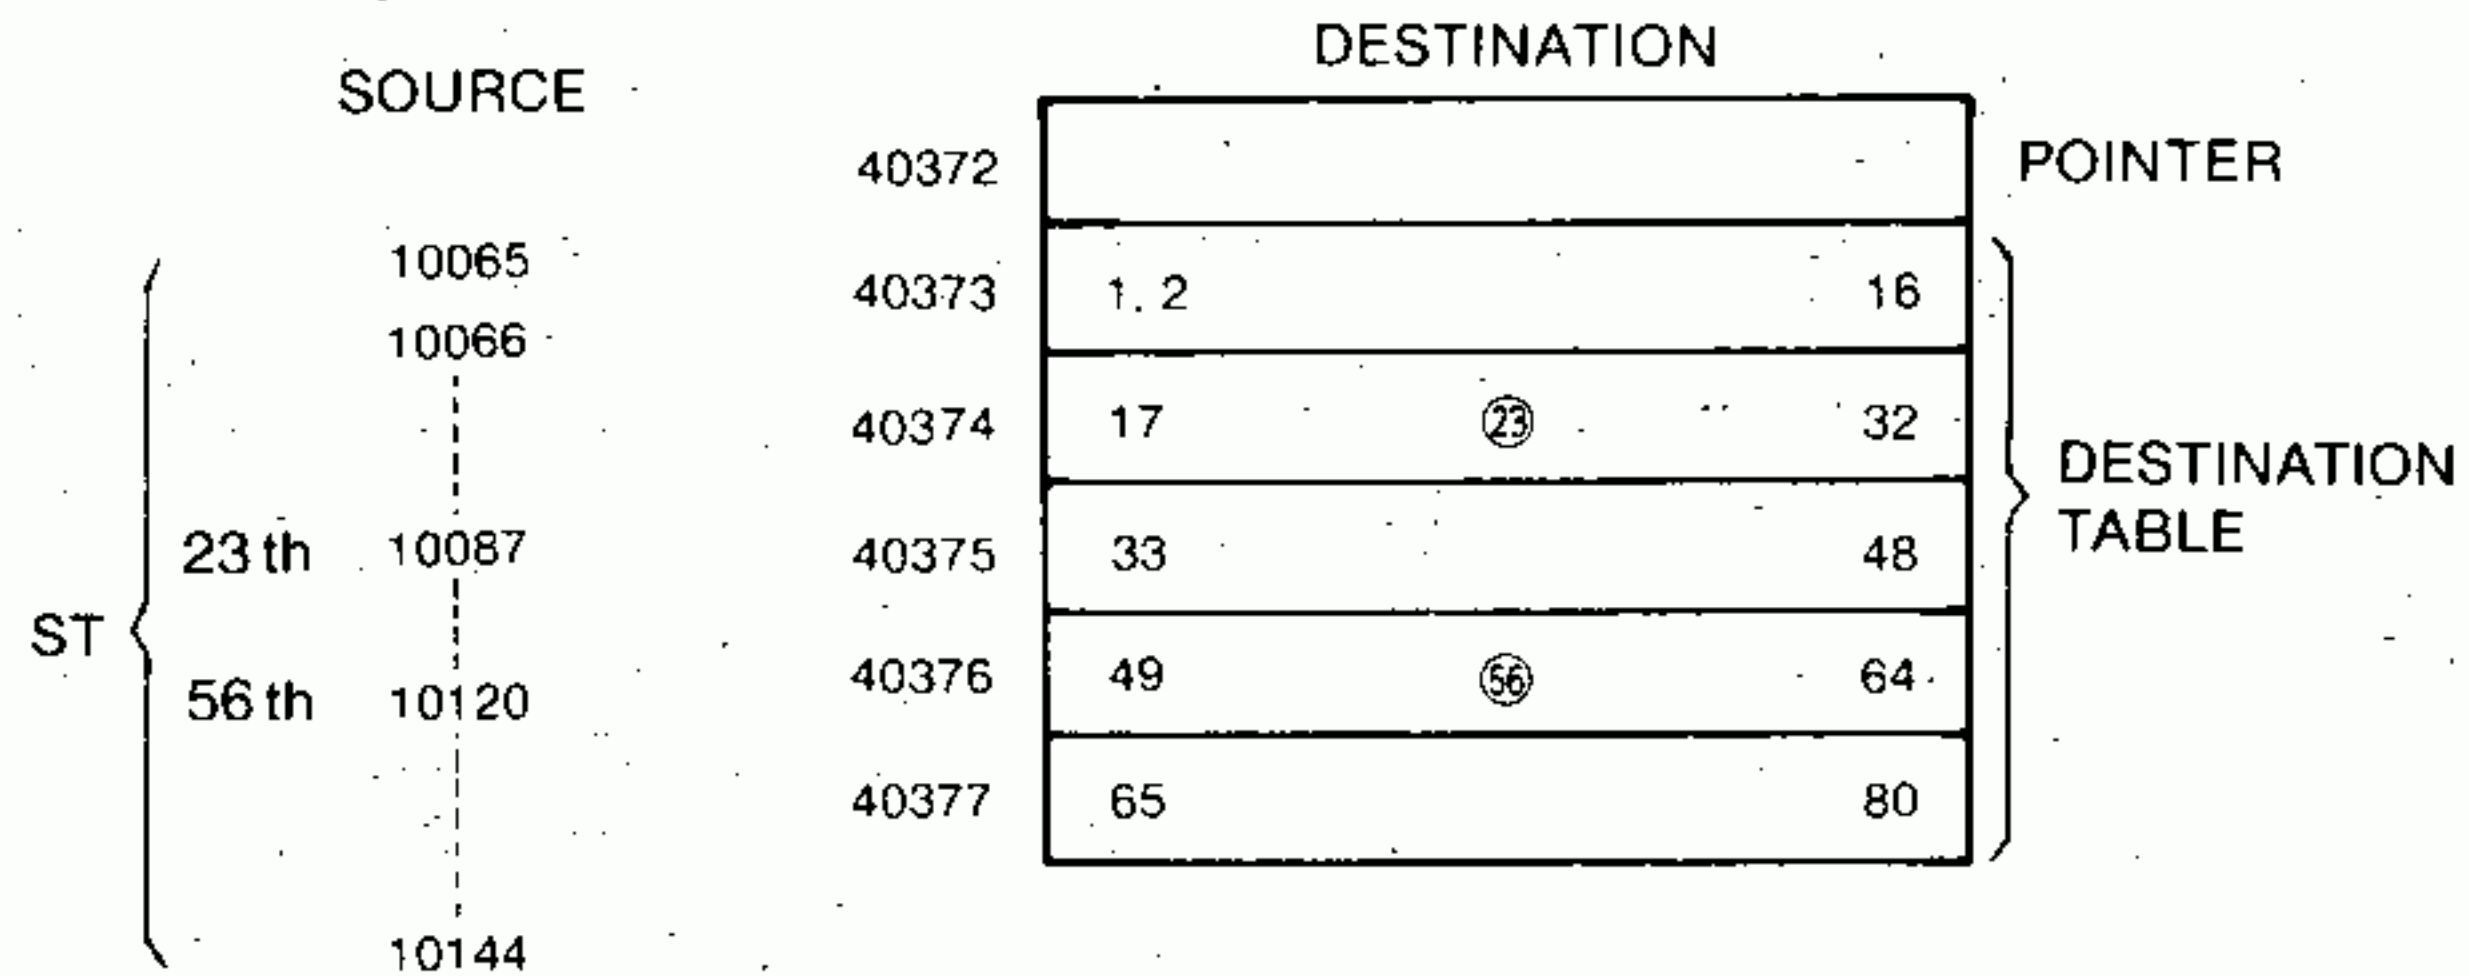 DESTINATION
SOURCE
40372 POINTER
10065
40373 1. 2 16
10066
40374 17 23 32
DESTINATION
TABLE
23 th 10087
40375 33 48
ST
56 th 10120
40376 49 56 64
40377 65 80
10144